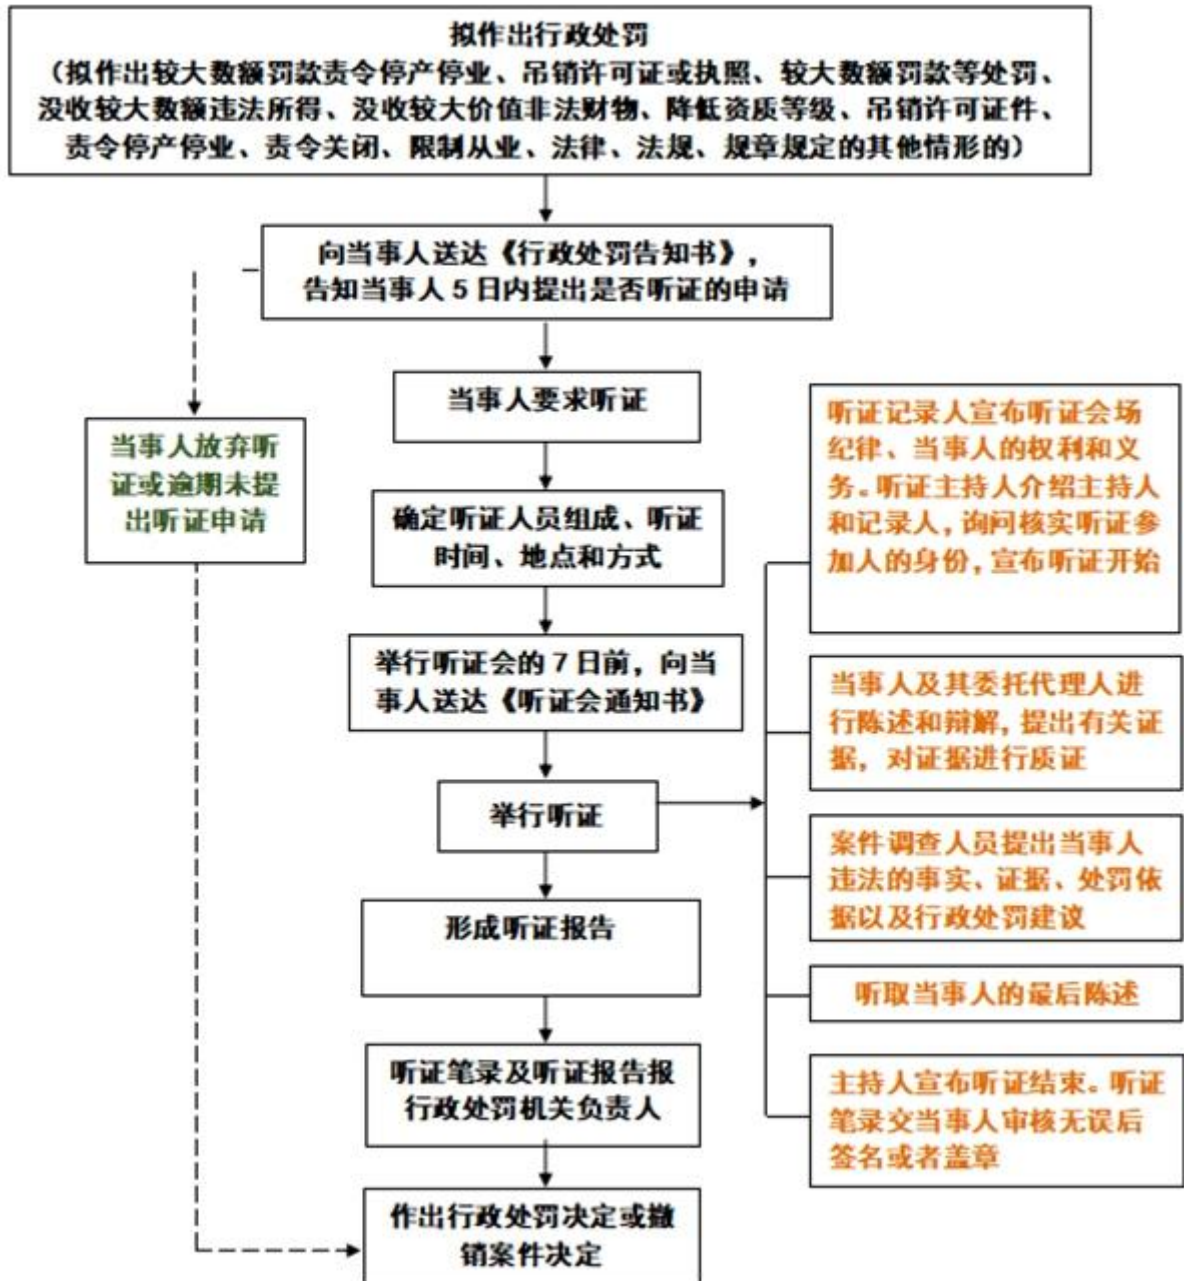 拟作出行政处罚
（拟作出较大数额罚款责令停产停业、吊销许可证或执照、较大数额罚款等处罚、
没收较大数额违法所得、没收较大价值非法财物、降低资质等级、吊销许可证件、
责令停产停业、责令关闭、限制从业、法律、法规、规章规定的其他情形的）
向当事人送达《行政处罚告知书》，
告知当事人 5 日内提出是否听证的申请
当事人放弃听
证或逾期未提
出听证申请
当事人要求听证
确定听证人员组成、听证
时间、地点和方式
举行听证会的 7 日前，向当
事人送达《听证会通知书》
举行听证
听证记录人宣布听证会场
纪律、当事人的权利和义
务。听证主持人介绍主持人
和记录人，询问核实听证参
加人的身份，宣布听证开始
当事人及其委托代理人进
行陈述和辩解，提出有关证
据，对证据进行质证
案件调查人员提出当事人
违法的事实、证据、处罚依
据以及行政处罚建议
听取当事人的最后陈述
主持人宣布听证结束。听证
笔录交当事人审核无误后
签名或者盖章
形成听证报告
听证笔录及听证报告报
行政处罚机关负责人
作出行政处罚决定或撤
销案件决定